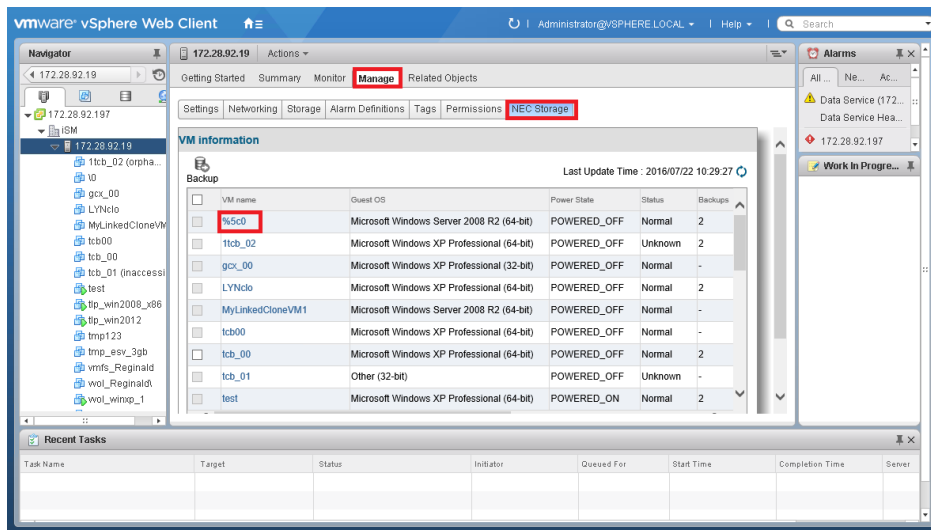 vmware® vSphere Web Client
Administrator@VSPHERE.LOCAL
Help
Search
Navigator
172.28.92.19
172.28.92.197
iSM
172.28.92.19
1tcb_02 (orpha...
\0
gcx_00
LYNclo
MyLinkedCloneVM
tcb00
tcb_00
tcb_01 (inaccessi
test
tlp_win2008_x86
tlp_win2012
tmp123
tmp_esv_3gb
vmfs_Reginald
vvol_Reginald\
vvol_winxp_1
172.28.92.19 Actions
Getting Started Summary Monitor Manage Related Objects
Settings Networking Storage Alarm Definitions Tags Permissions NEC Storage
VM information
Backup
Last Update Time : 2016/07/22 10:29:27
VM name Guest OS Power State Status Backups
%5c0 Microsoft Windows Server 2008 R2 (64-bit) POWERED_OFF Normal 2
1tcb_02 Microsoft Windows XP Professional (64-bit) POWERED_OFF Unknown 2
gcx_00 Microsoft Windows XP Professional (32-bit) POWERED_OFF Normal -
LYNclo Microsoft Windows XP Professional (64-bit) POWERED_OFF Normal 2
MyLinkedCloneVM1 Microsoft Windows Server 2008 R2 (64-bit) POWERED_OFF Normal -
tcb00 Microsoft Windows XP Professional (64-bit) POWERED_OFF Normal -
tcb_00 Microsoft Windows XP Professional (64-bit) POWERED_OFF Normal 2
tcb_01 Other (32-bit) POWERED_OFF Unknown -
test Microsoft Windows XP Professional (64-bit) POWERED_ON Normal 2
Alarms
All ... Ne... Ac...
Data Service (172...
Data Service Hea...
172.28.92.197
Work In Progre...
Recent Tasks
Task Name Target Status Initiator Queued For Start Time Completion Time Server